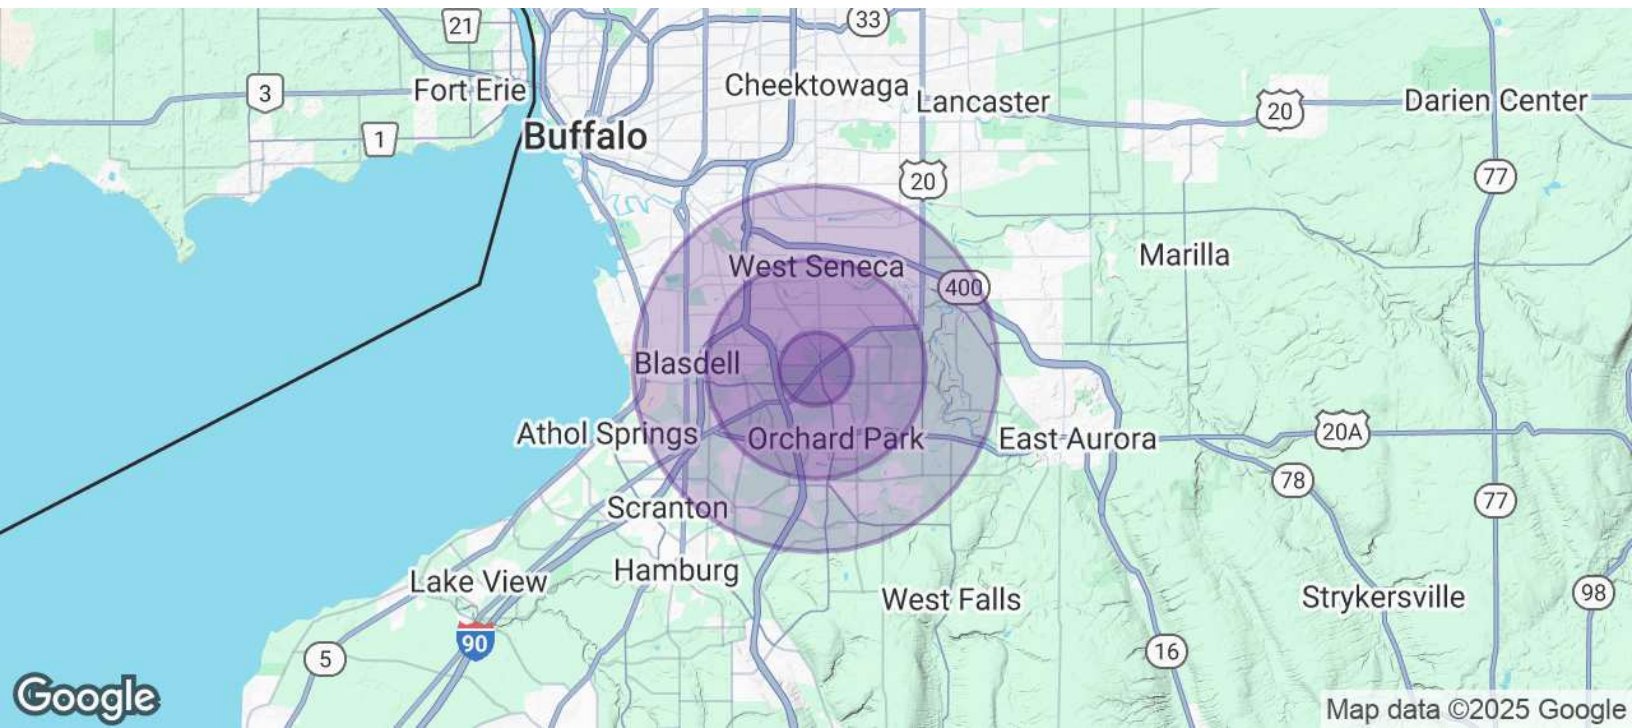 21
33
3
Fort Erie
Cheektowaga
Lancaster
20
Darien Center
1
Buffalo
20
77
West Seneca
Marilla
400
Blasdell
Athol Springs
Orchard Park
East Aurora
20A
78
Scranton
77
Lake View
Hamburg
West Falls
Strykersville
98
90
5
16
Google
Map data ©2025 Google